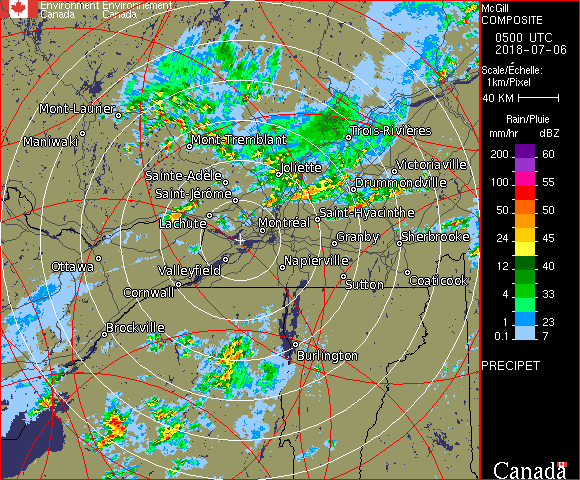 Environment Environnement
Canada Canada
McGill
COMPOSITE
0500 UTC
2018-07-06
Scale/Échelle:
1km/Pixel
40 KM
Rain/Pluie
mm/hr dBZ
200 60
150 57
100 55
50 50
24 45
12 40
4 33
1 23
0.1 7
PRECIPET
Canada
Mont-Laurier
Maniwaki
Mont-Tremblant
Trois-Rivières
Sainte-Adèle
Joliette
Victoriaville
Saint-Jérôme
Drummondville
Lachute
Montréal
Saint-Hyacinthe
Granby
Sherbrooke
Ottawa
Valleyfield
Napierville
Cornwall
Sutton
Coaticook
Brockville
Burlington